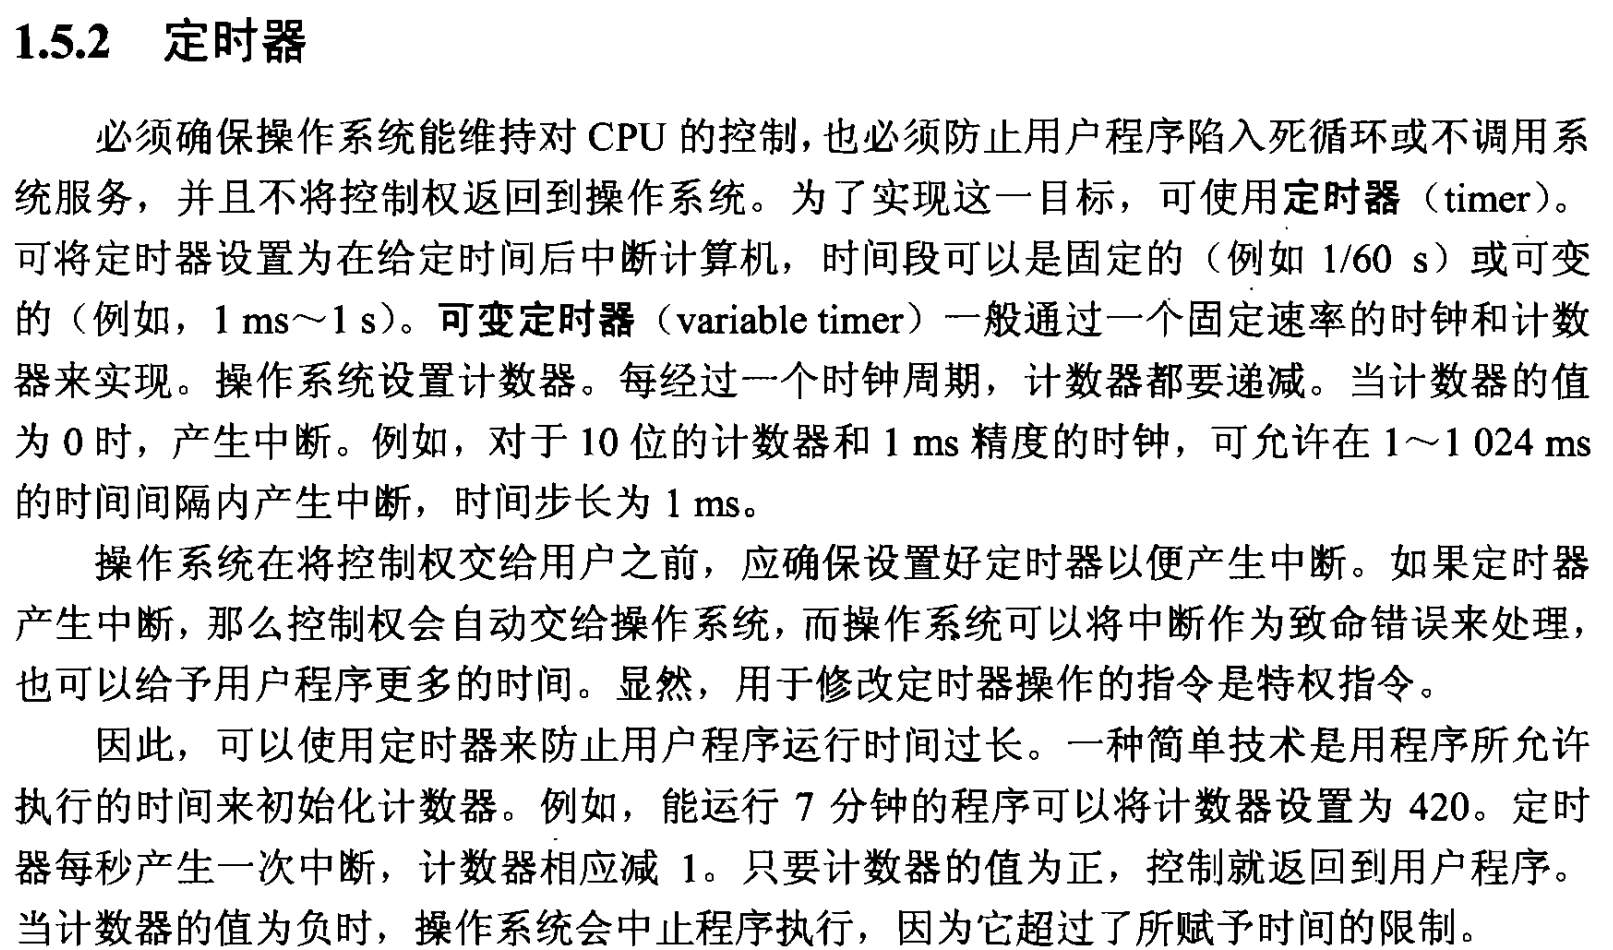 1.5.2 定时器
必须确保操作系统能维持对 CPU 的控制，也必须防止用户程序陷入死循环或不调用系
统服务，并且不将控制权返回到操作系统。为了实现这一目标，可使用定时器（timer）。
可将定时器设置为在给定时间后中断计算机，时间段可以是固定的（例如 1/60 s）或可变
的（例如，1 ms～1 s）。可变定时器（variable timer）一般通过一个固定速率的时钟和计数
器来实现。操作系统设置计数器。每经过一个时钟周期，计数器都要递减。当计数器的值
为 0 时，产生中断。例如，对于 10 位的计数器和 1 ms 精度的时钟，可允许在 1～1 024 ms
的时间间隔内产生中断，时间步长为 1 ms。
操作系统在将控制权交给用户之前，应确保设置好定时器以便产生中断。如果定时器
产生中断，那么控制权会自动交给操作系统，而操作系统可以将中断作为致命错误来处理，
也可以给予用户程序更多的时间。显然，用于修改定时器操作的指令是特权指令。
因此，可以使用定时器来防止用户程序运行时间过长。一种简单技术是用程序所允许
执行的时间来初始化计数器。例如，能运行 7 分钟的程序可以将计数器设置为 420。定时
器每秒产生一次中断，计数器相应减 1。只要计数器的值为正，控制就返回到用户程序。
当计数器的值为负时，操作系统会中止程序执行，因为它超过了所赋予时间的限制。